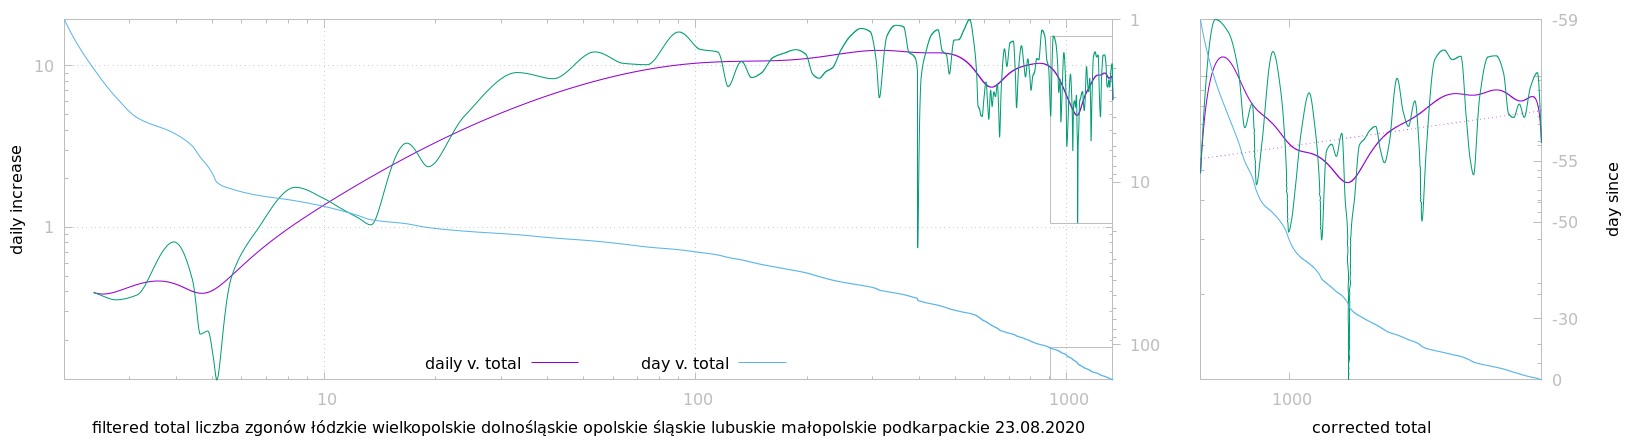 1
-59
10
daily increase
-55
10
day since
1
-50
-30
100
daily v. total
day v. total
0
10
100
1000
1000
filtered total liczba zgonów łódzkie wielkopolskie dolnośląskie opolskie śląskie lubuskie małopolskie podkarpackie 23.08.2020
corrected total